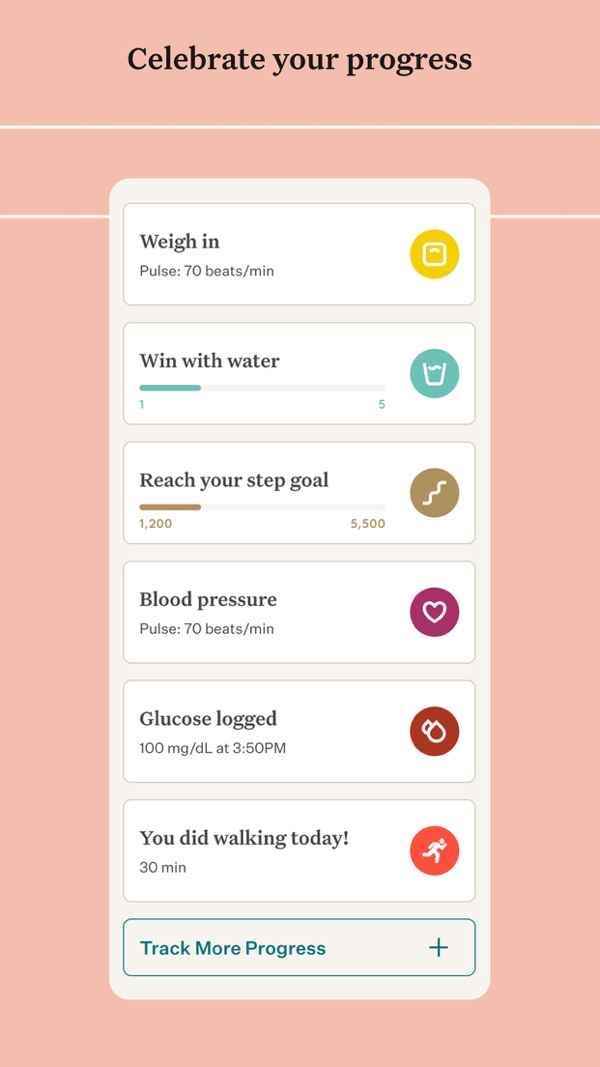 Celebrate your progress
Weigh in
Pulse: 70 beats/min
Win with water
1 5
Reach your step goal
1,200 5,500
Blood pressure
Pulse: 70 beats/min
Glucose logged
100 mg/dL at 3:50PM
You did walking today!
30 min
Track More Progress +